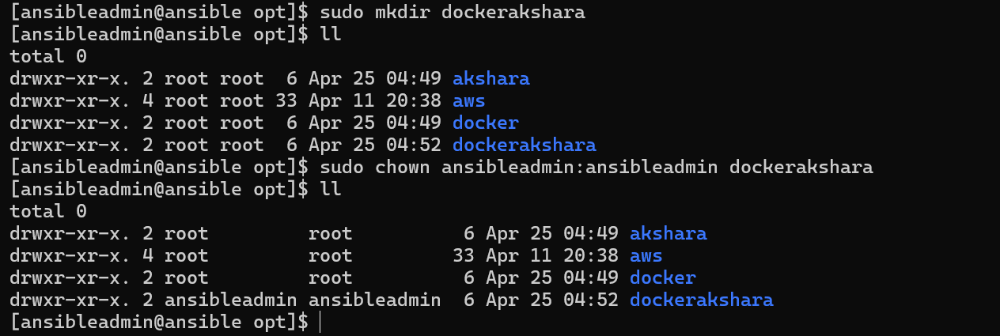 [ansibleadmin@ansible opt]$ sudo mkdir dockerakshara
[ansibleadmin@ansible opt]$ ll
total 0
drwxr-xr-x. 2 root root  6 Apr 25 04:49 akshara
drwxr-xr-x. 4 root root 33 Apr 11 20:38 aws
drwxr-xr-x. 2 root root  6 Apr 25 04:49 docker
drwxr-xr-x. 2 root root  6 Apr 25 04:52 dockerakshara
[ansibleadmin@ansible opt]$ sudo chown ansibleadmin:ansibleadmin dockerakshara
[ansibleadmin@ansible opt]$ ll
total 0
drwxr-xr-x. 2 root         root          6 Apr 25 04:49 akshara
drwxr-xr-x. 4 root         root         33 Apr 11 20:38 aws
drwxr-xr-x. 2 root         root          6 Apr 25 04:49 docker
drwxr-xr-x. 2 ansibleadmin ansibleadmin  6 Apr 25 04:52 dockerakshara
[ansibleadmin@ansible opt]$